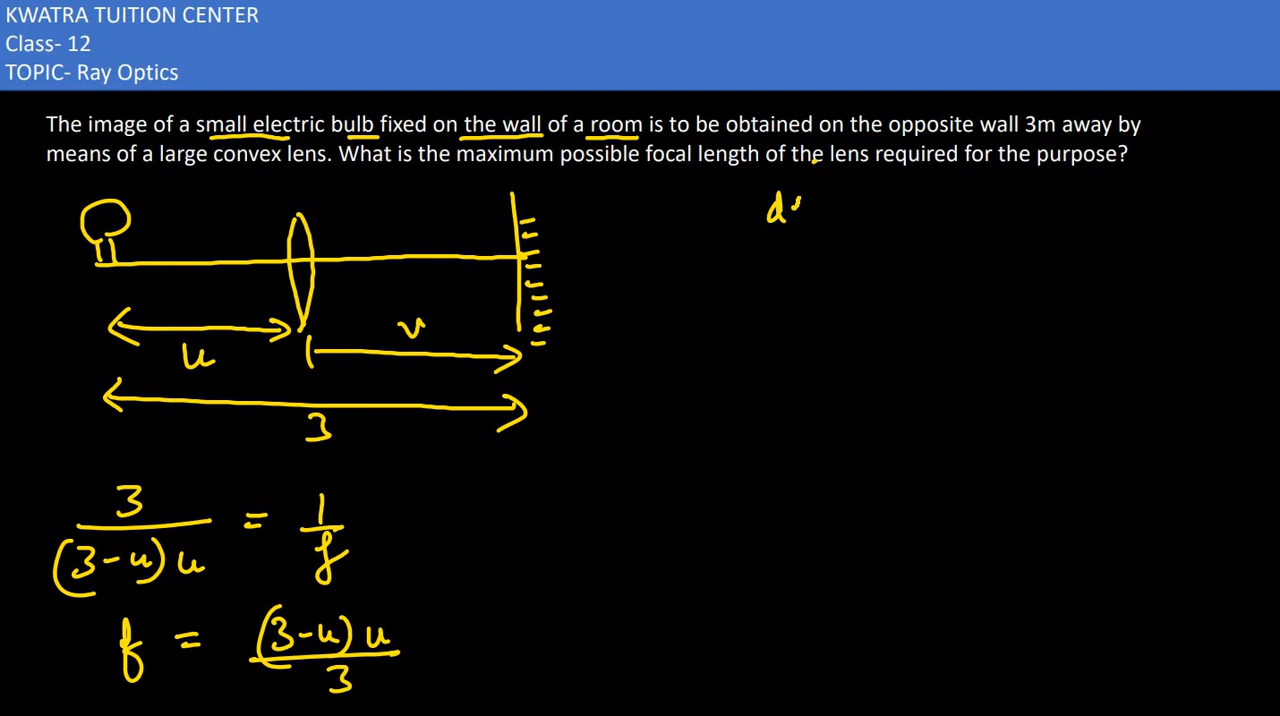 KWATRA TUITION CENTER
Class- 12
TOPIC- Ray Optics
The image of a small electric bulb fixed on the wall of a room is to be obtained on the opposite wall 3m away by
means of a large convex lens. What is the maximum possible focal length of the lens required for the purpose?
d
u
v
3
3/((3-u)u) = 1/f
f = ((3-u)u)/3